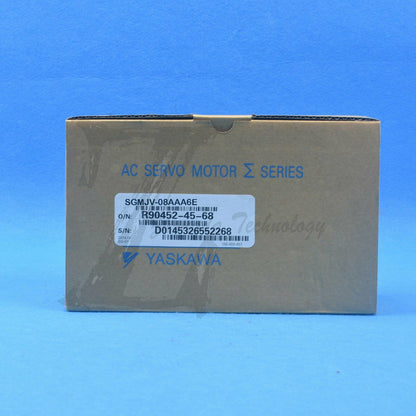 AC SERVO MOTOR Σ SERIES
SGMJV-08AAA6E
O/N: R90452-45-68
S/N: D0145326552268
YASKAWA
Technology